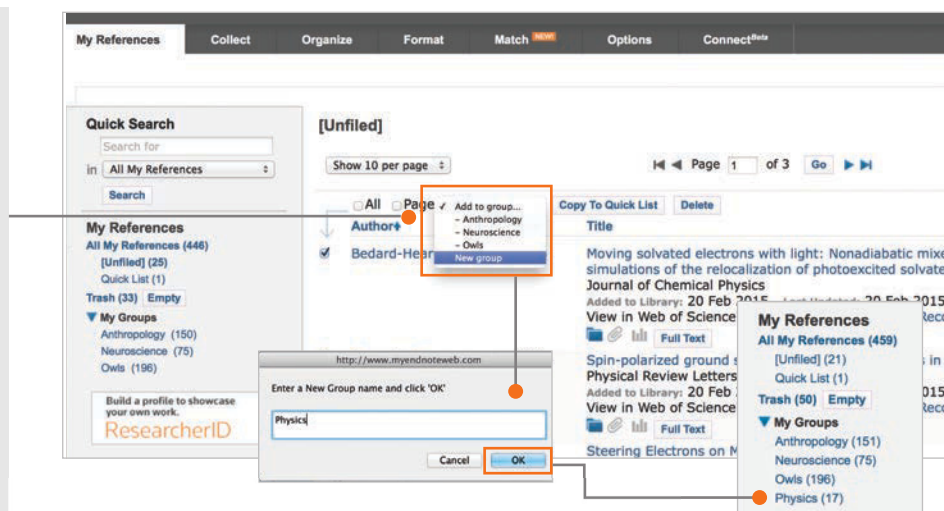 My References Collect Organize Format Match NEW! Options Connect Beta
Quick Search
Search for
in All My References
Search
My References
All My References (446)
[Unfiled] (25)
Quick List (1)
Trash (33) Empty
My Groups
Anthropology (150)
Neuroscience (75)
Owls (196)
Build a profile to showcase
your own work.
ResearcherID
[Unfiled]
Show 10 per page Page 1 of 3 Go
All Page Copy To Quick List Delete
Add to group...
- Anthropology
- Neuroscience
- Owls
New group
Author Title
Bedard-Hear Moving solvated electrons with light: Nonadiabatic mixe
simulations of the relocalization of photoexcited solvate
Journal of Chemical Physics
Added to Library: 20 Feb 2015 20 Feb 2015
View in Web of Science
Full Text
Spin-polarized ground s in
Physical Review Letters
Added to Library: 20 Feb 015
View in Web of Science
Full Text
Steering Electrons on M
http://www.myendnoteweb.com
Enter a New Group name and click 'OK'
Physics
Cancel OK
My References
All My References (459)
[Unfiled] (21)
Quick List (1)
Trash (50) Empty
My Groups
Anthropology (151)
Neuroscience (75)
Owls (196)
Physics (17)